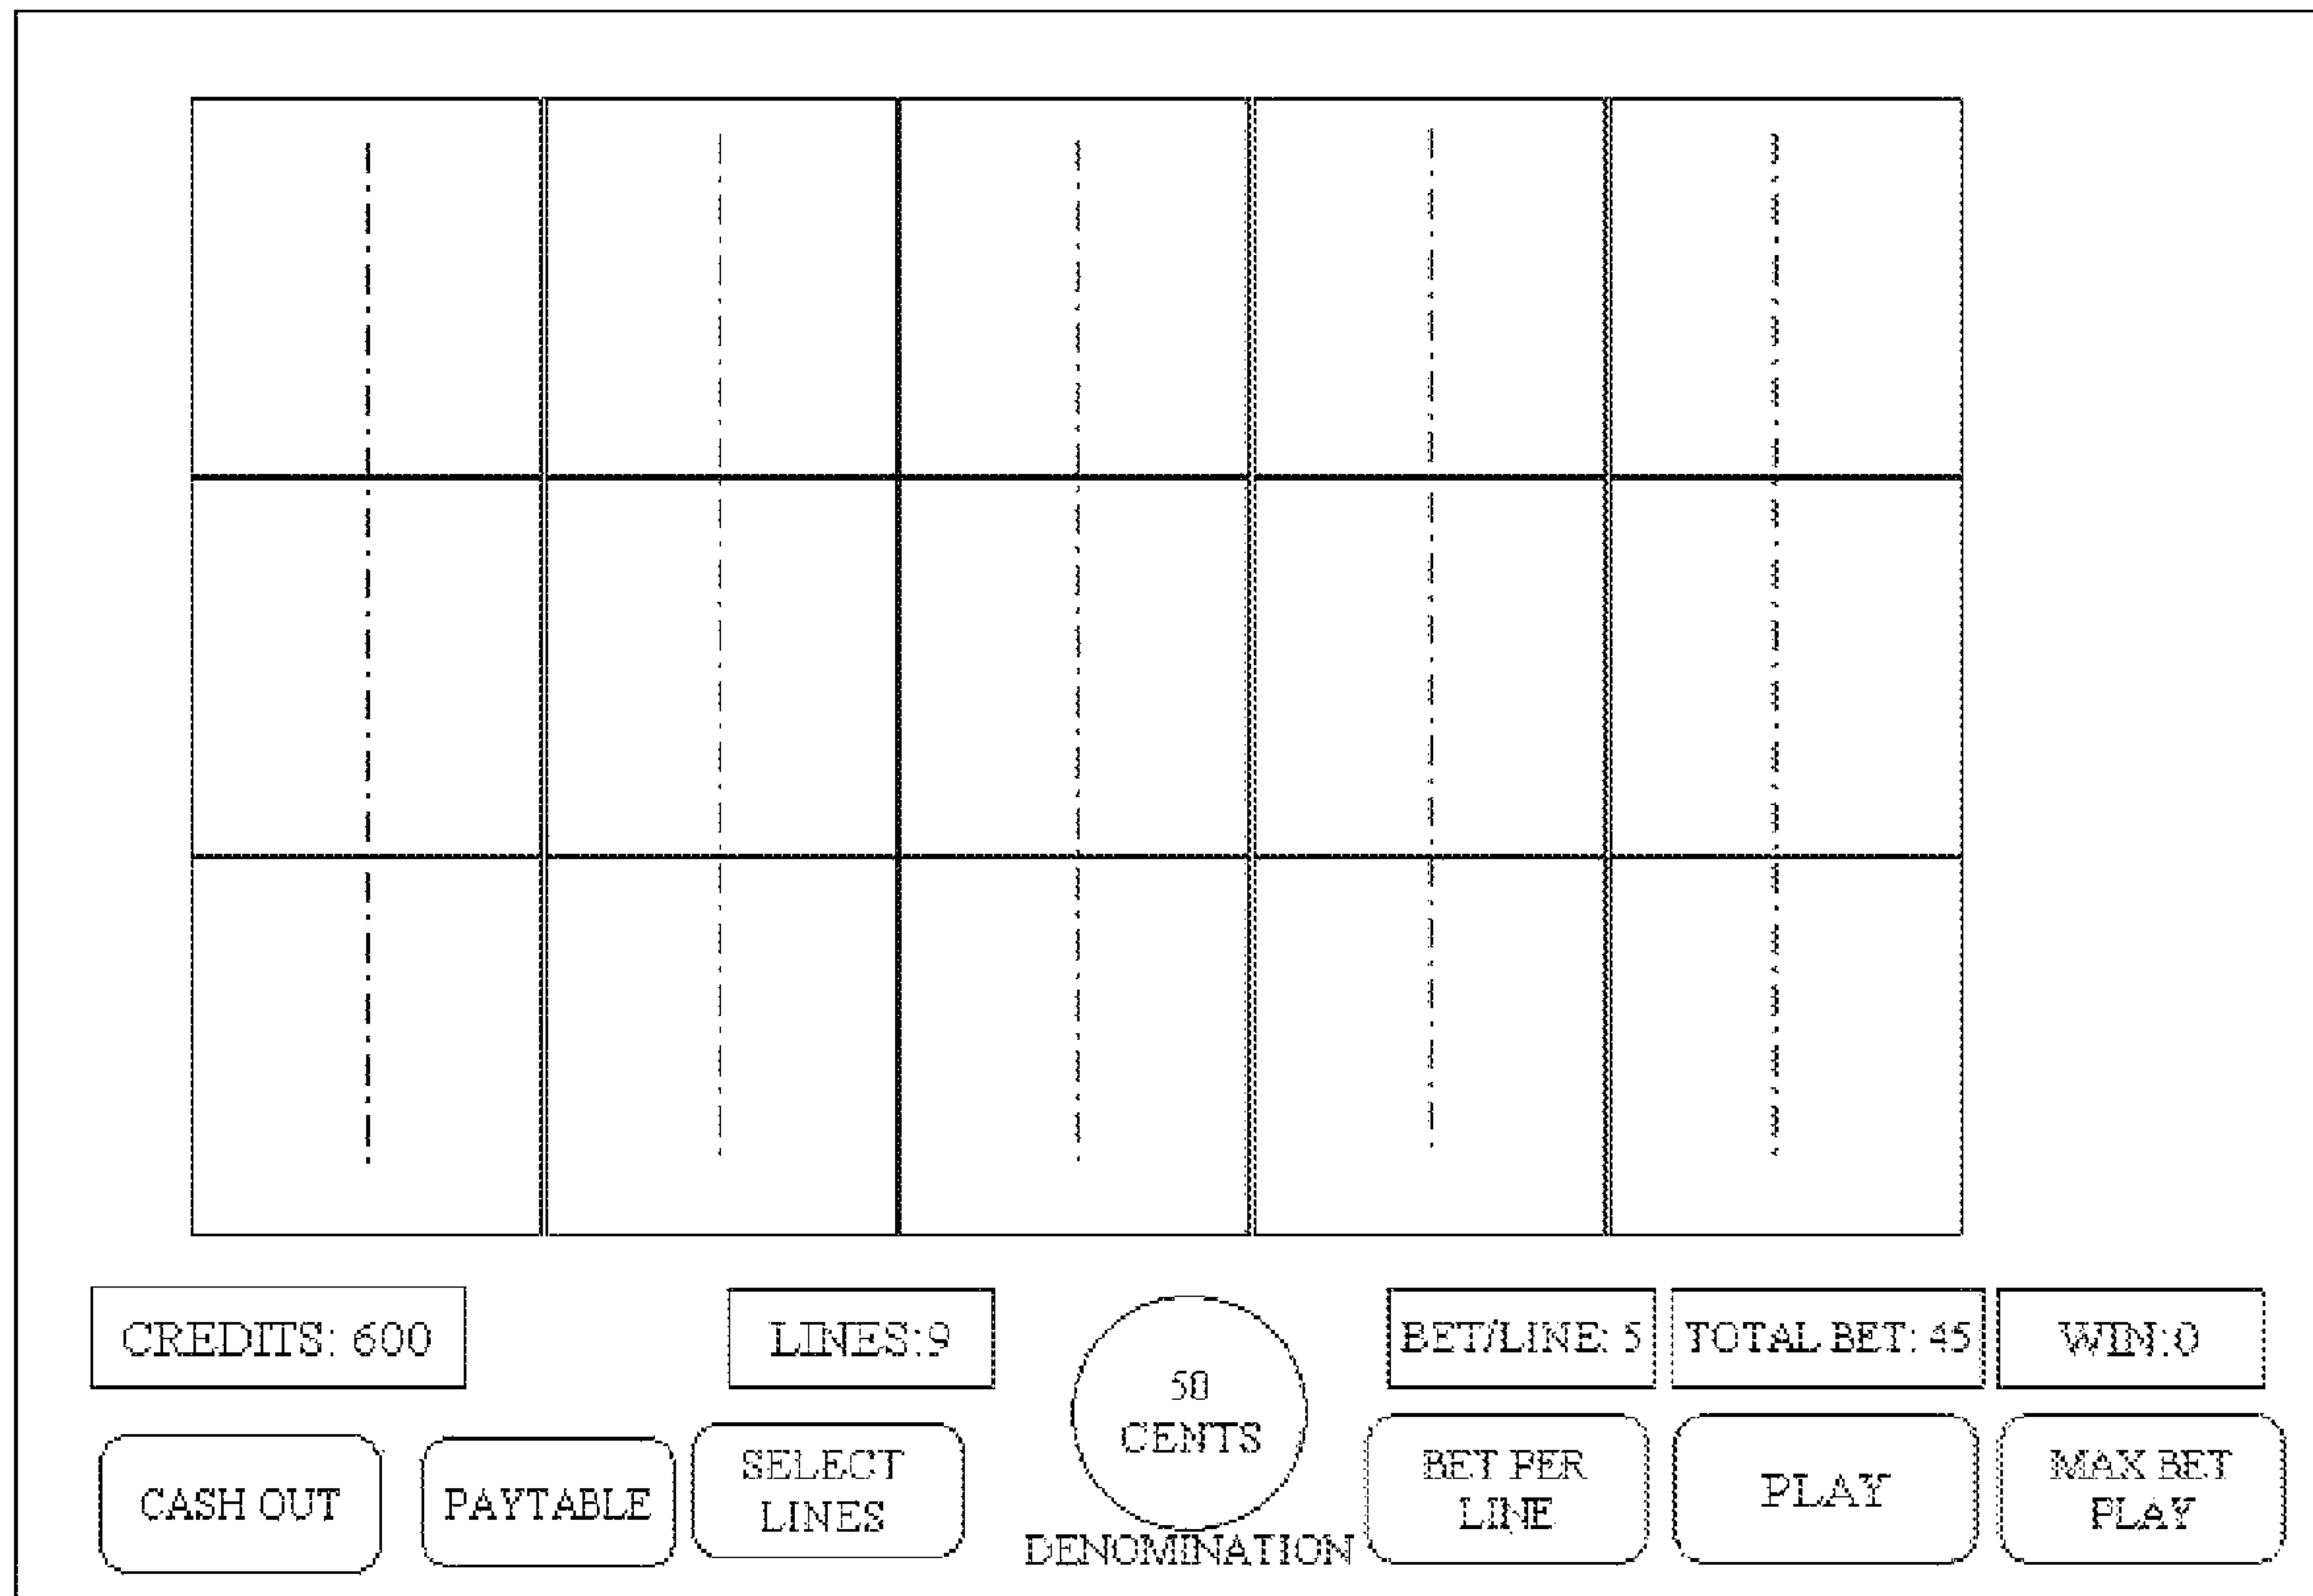 CREDITS: 600
LINES:9
50
CENTS
DENOMINATION
BET/LINE: 5
TOTAL BET: 45
WIN:0
CASH OUT
PAYTABLE
SELECT
LINES
BET PER
LINE
PLAY
MAX BET
PLAY